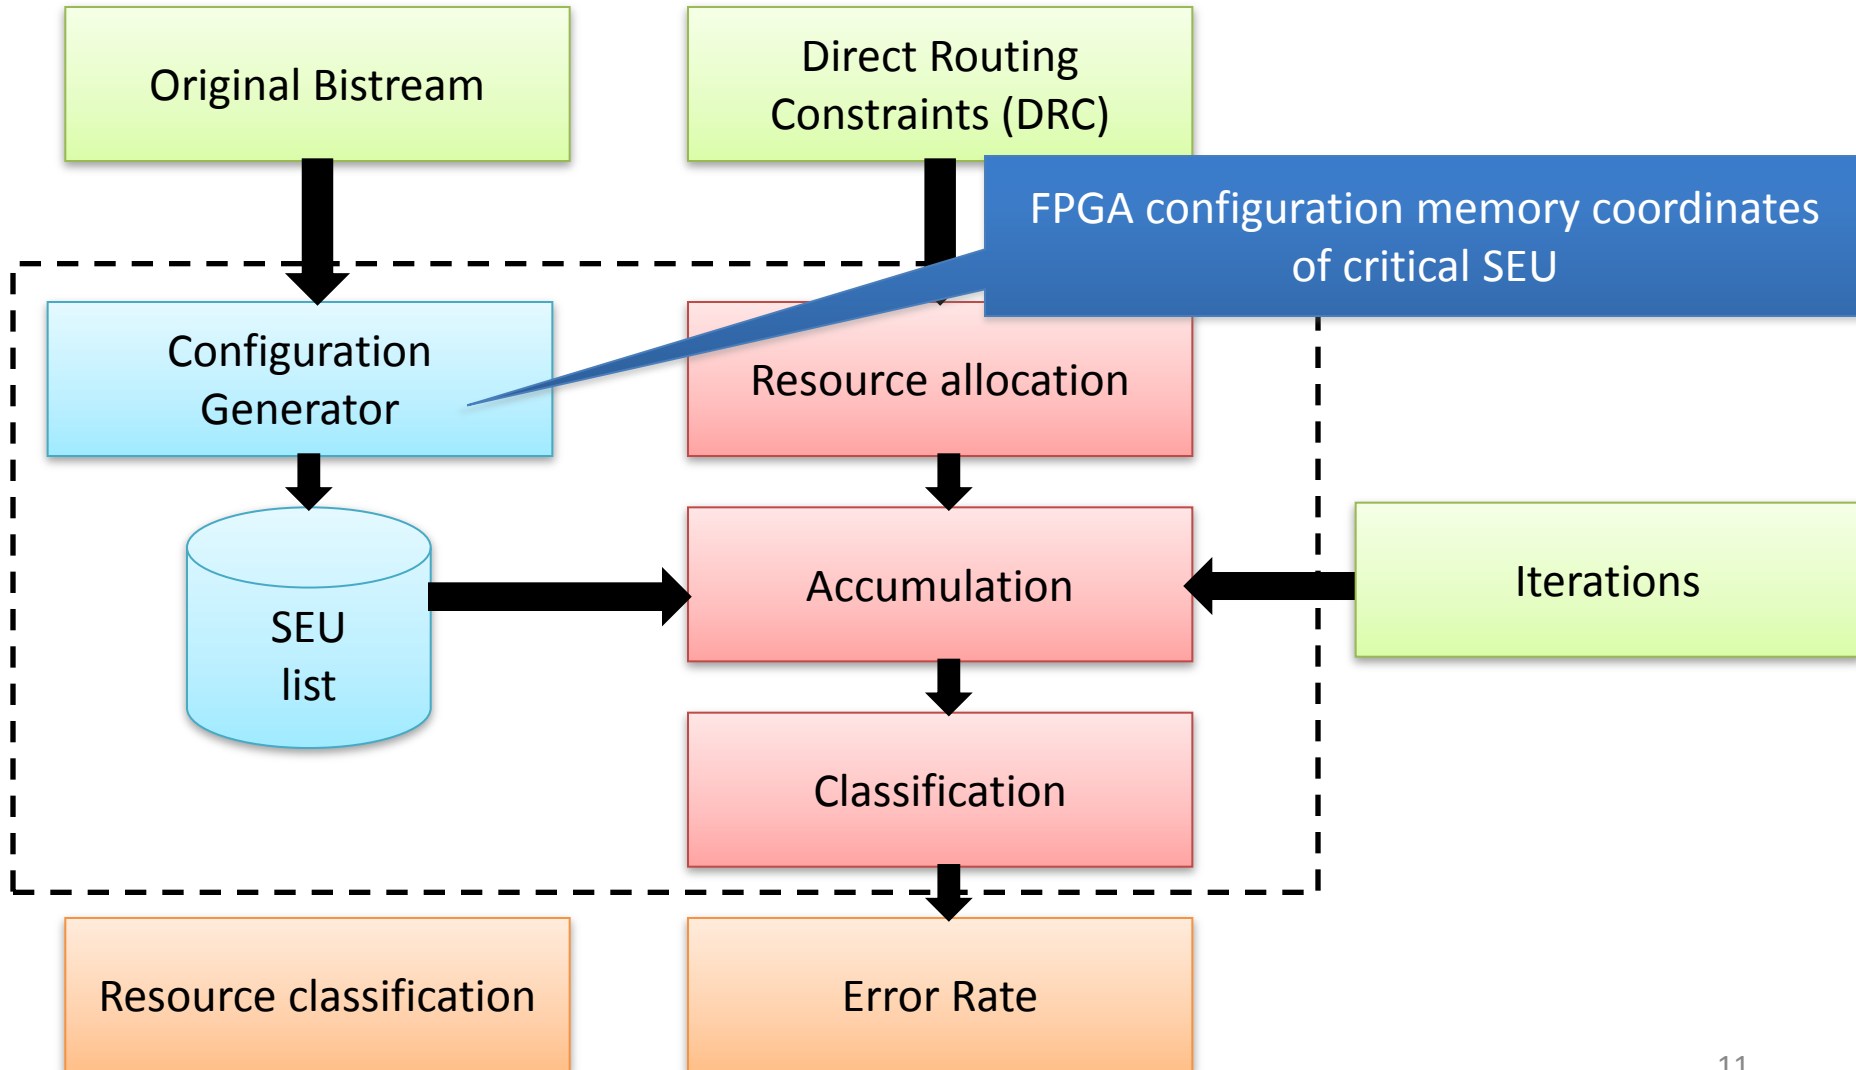 Original Bistream
Direct Routing
Constraints (DRC)
FPGA configuration memory coordinates
of critical SEU
Configuration
Generator
Resource allocation
SEU
list
Accumulation
Iterations
Classification
Resource classification
Error Rate
11